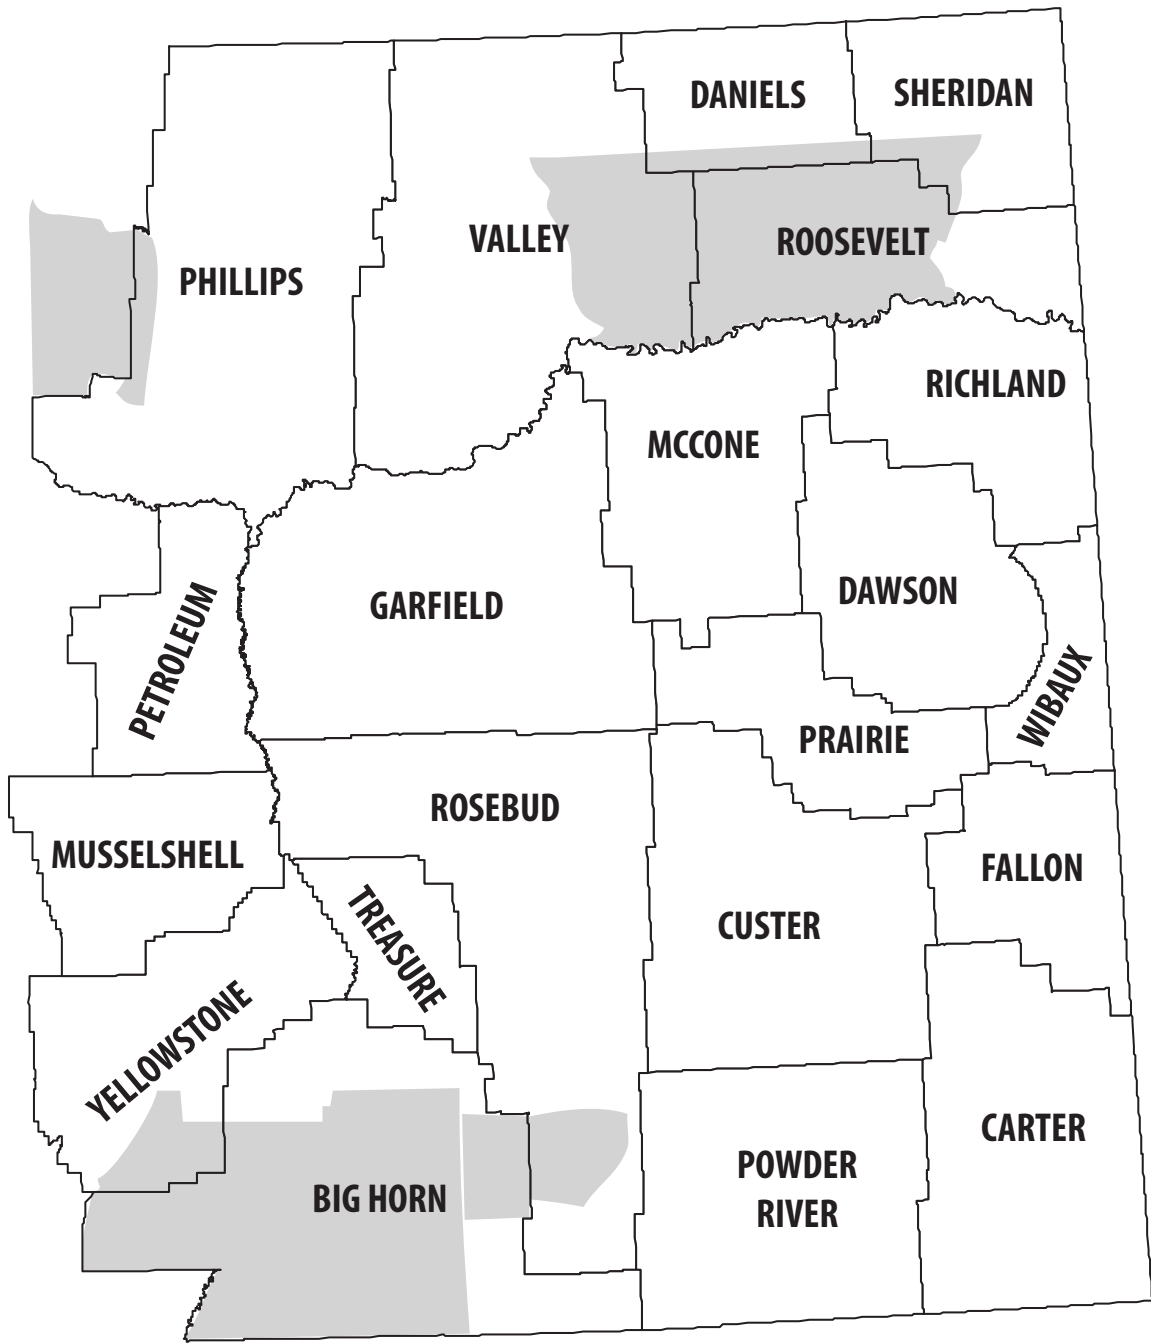 DANIELS
SHERIDAN
VALLEY
ROOSEVELT
PHILLIPS
RICHLAND
MCCONE
GARFIELD
DAWSON
PETROLEUM
WIBAUX
PRAIRIE
ROSEBUD
MUSSELSHELL
FALLON
TREASURE
CUSTER
YELLOWSTONE
CARTER
POWDER
RIVER
BIG HORN